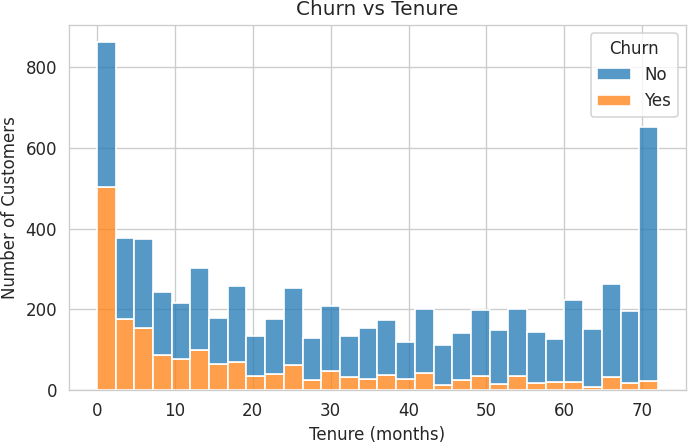 Churn vs Tenure
Churn
No
Yes
Number of Customers
800
600
400
200
0
0 10 20 30 40 50 60 70
Tenure (months)